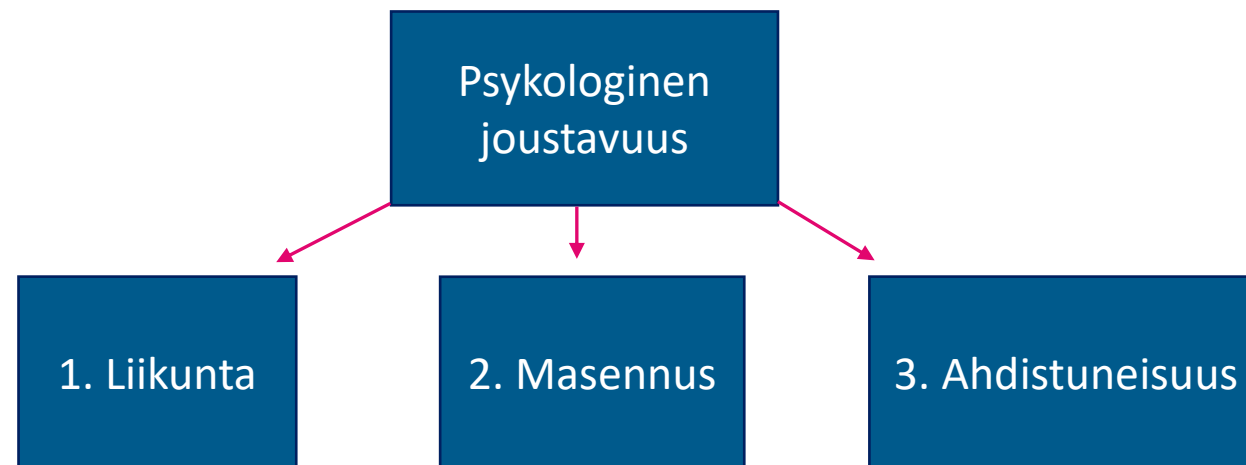 Psykologinen
joustavuus
1. Liikunta
2. Masennus
3. Ahdistuneisuus